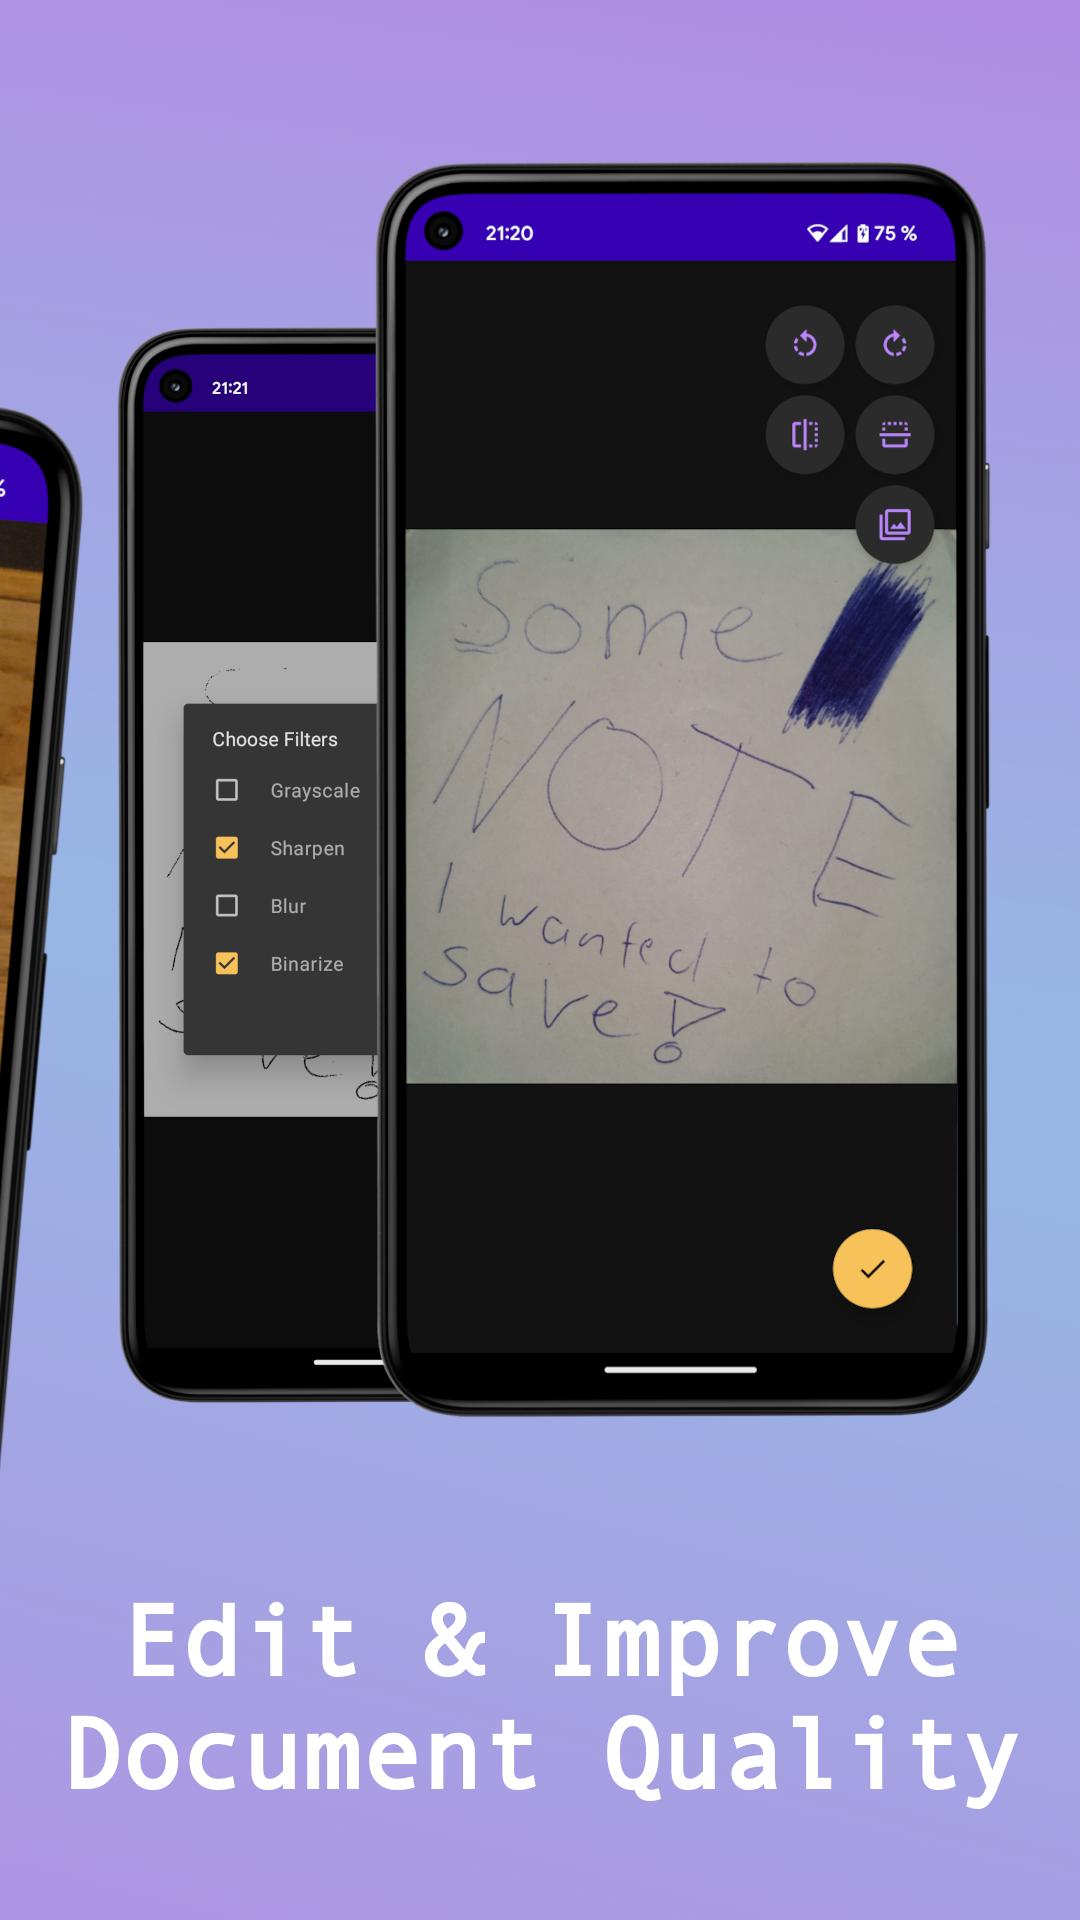 %
21:21
Choose Filters
Grayscale
Sharpen
Blur
Binarize
ve!
21:20
75 %
Some
NOTE
I wanted to
save!
Edit & Improve
Document Quality